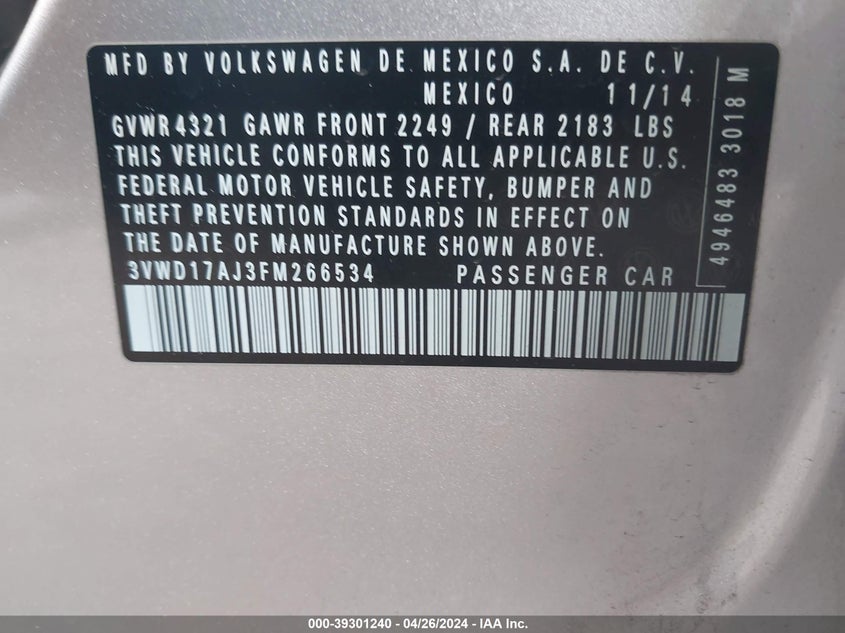 MFD BY VOLKSWAGEN DE MEXICO S.A. DE C.V.
MEXICO 11/14
GVWR 4321 GAWR FRONT 2249 / REAR 2183 LBS
THIS VEHICLE CONFORMS TO ALL APPLICABLE U.S.
FEDERAL MOTOR VEHICLE SAFETY, BUMPER AND
THEFT PREVENTION STANDARDS IN EFFECT ON
THE DATE OF MANUFACTURE SHOWN ABOVE.
3VWD17AJ3FM266534 PASSENGER CAR
4946483 3018 M
000-39301240 - 04/26/2024 - IAA Inc.